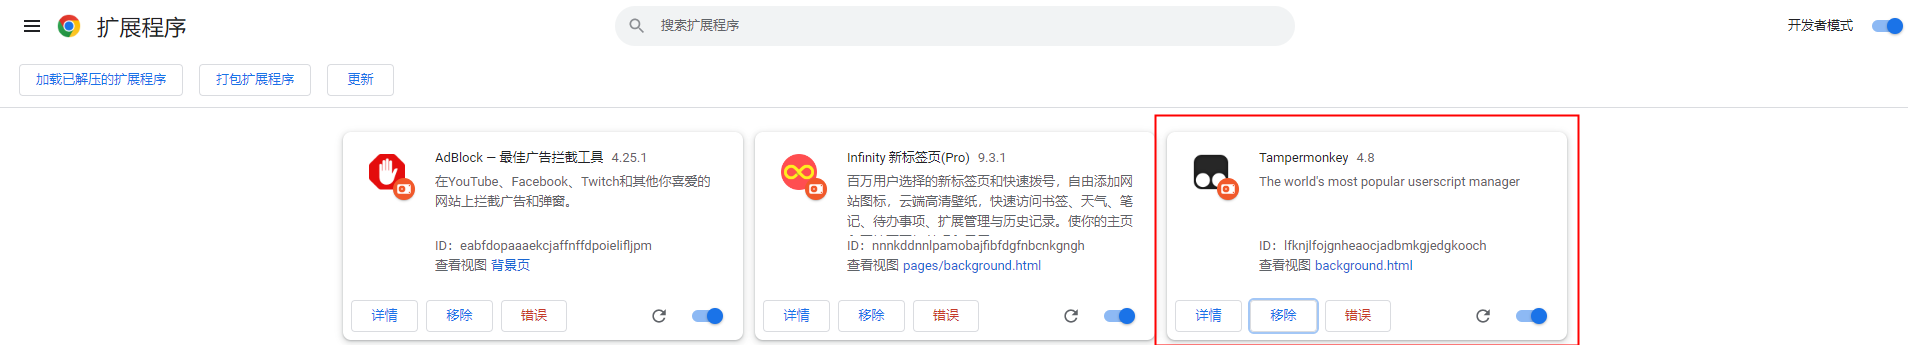 扩展程序
搜索扩展程序
开发者模式
加载已解压的扩展程序
打包扩展程序
更新
AdBlock — 最佳广告拦截工具 4.25.1
在YouTube、Facebook、Twitch和其他你喜爱的
网站上拦截广告和弹窗。
ID：eabfdopaaaekcjaffnffdpoielifljpm
查看视图 背景页
详情
移除
错误
Infinity 新标签页(Pro) 9.3.1
百万用户选择的新标签页和快速拨号，自由添加网
站图标，云端高清壁纸，快速访问书签、天气、笔
记、待办事项、扩展管理与历史记录。使你的主页
ID：nnnkddnnlpamobajfibfdgfnbcnkgngh
查看视图 pages/background.html
详情
移除
错误
Tampermonkey 4.8
The world's most popular userscript manager
ID：lfknjlfojgnheaocjadbmkgjedgkooch
查看视图 background.html
详情
移除
错误